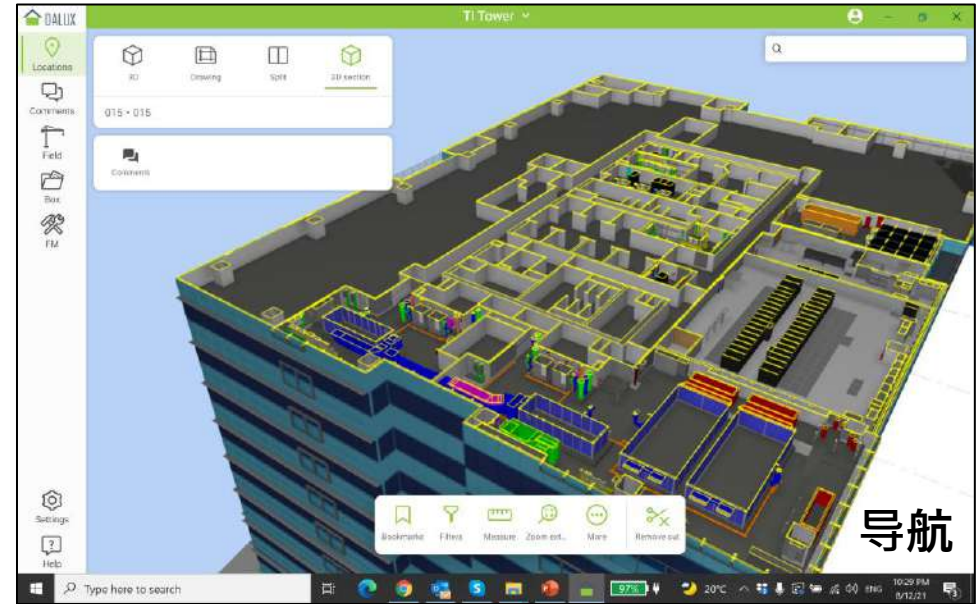 DALUX
TI Tower
Locations
Comments
Field
Box
FM
Settings
Help
3D
Drawing
Split
3D section
015 • 015
Comments
Bookmarks
Filters
Measure
Zoom ext...
More
Remove cut
导航
Type here to search
97%
20°C
ENG
10:29 PM
8/12/21